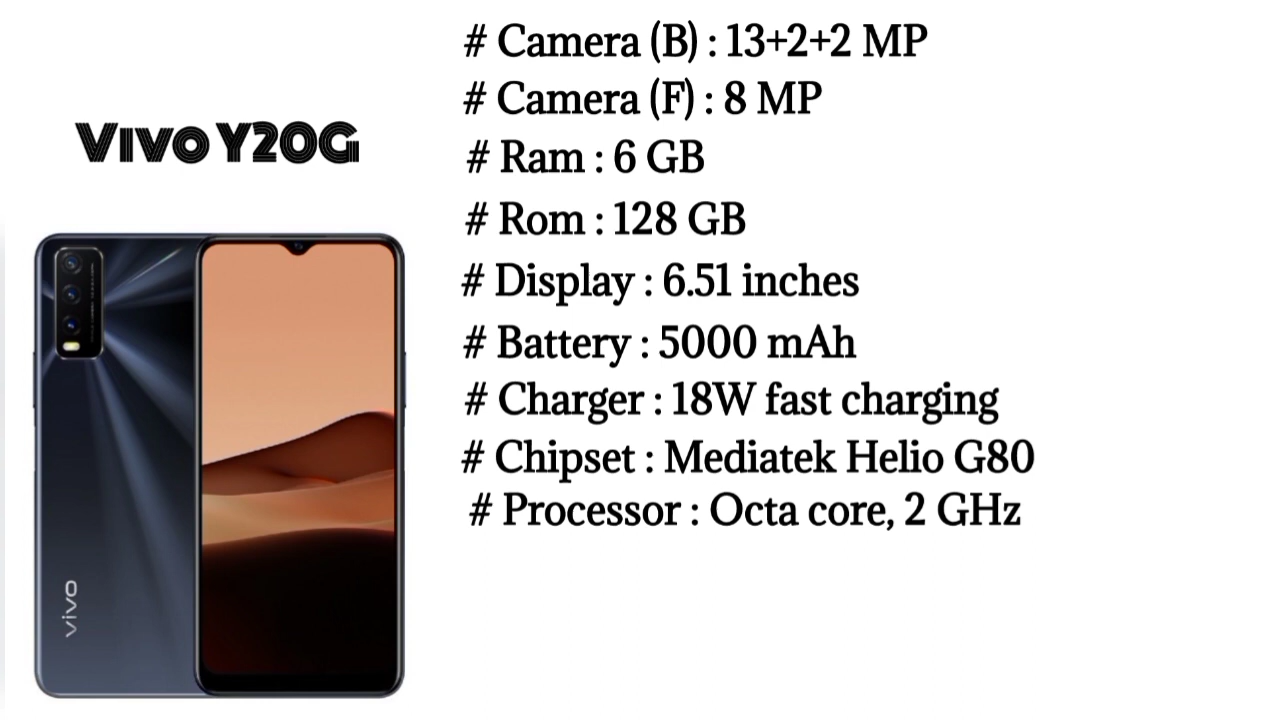 Vivo Y20G
# Camera (B) : 13+2+2 MP
# Camera (F) : 8 MP
# Ram : 6 GB
# Rom : 128 GB
# Display : 6.51 inches
# Battery : 5000 mAh
# Charger : 18W fast charging
# Chipset : Mediatek Helio G80
# Processor : Octa core, 2 GHz
vivo